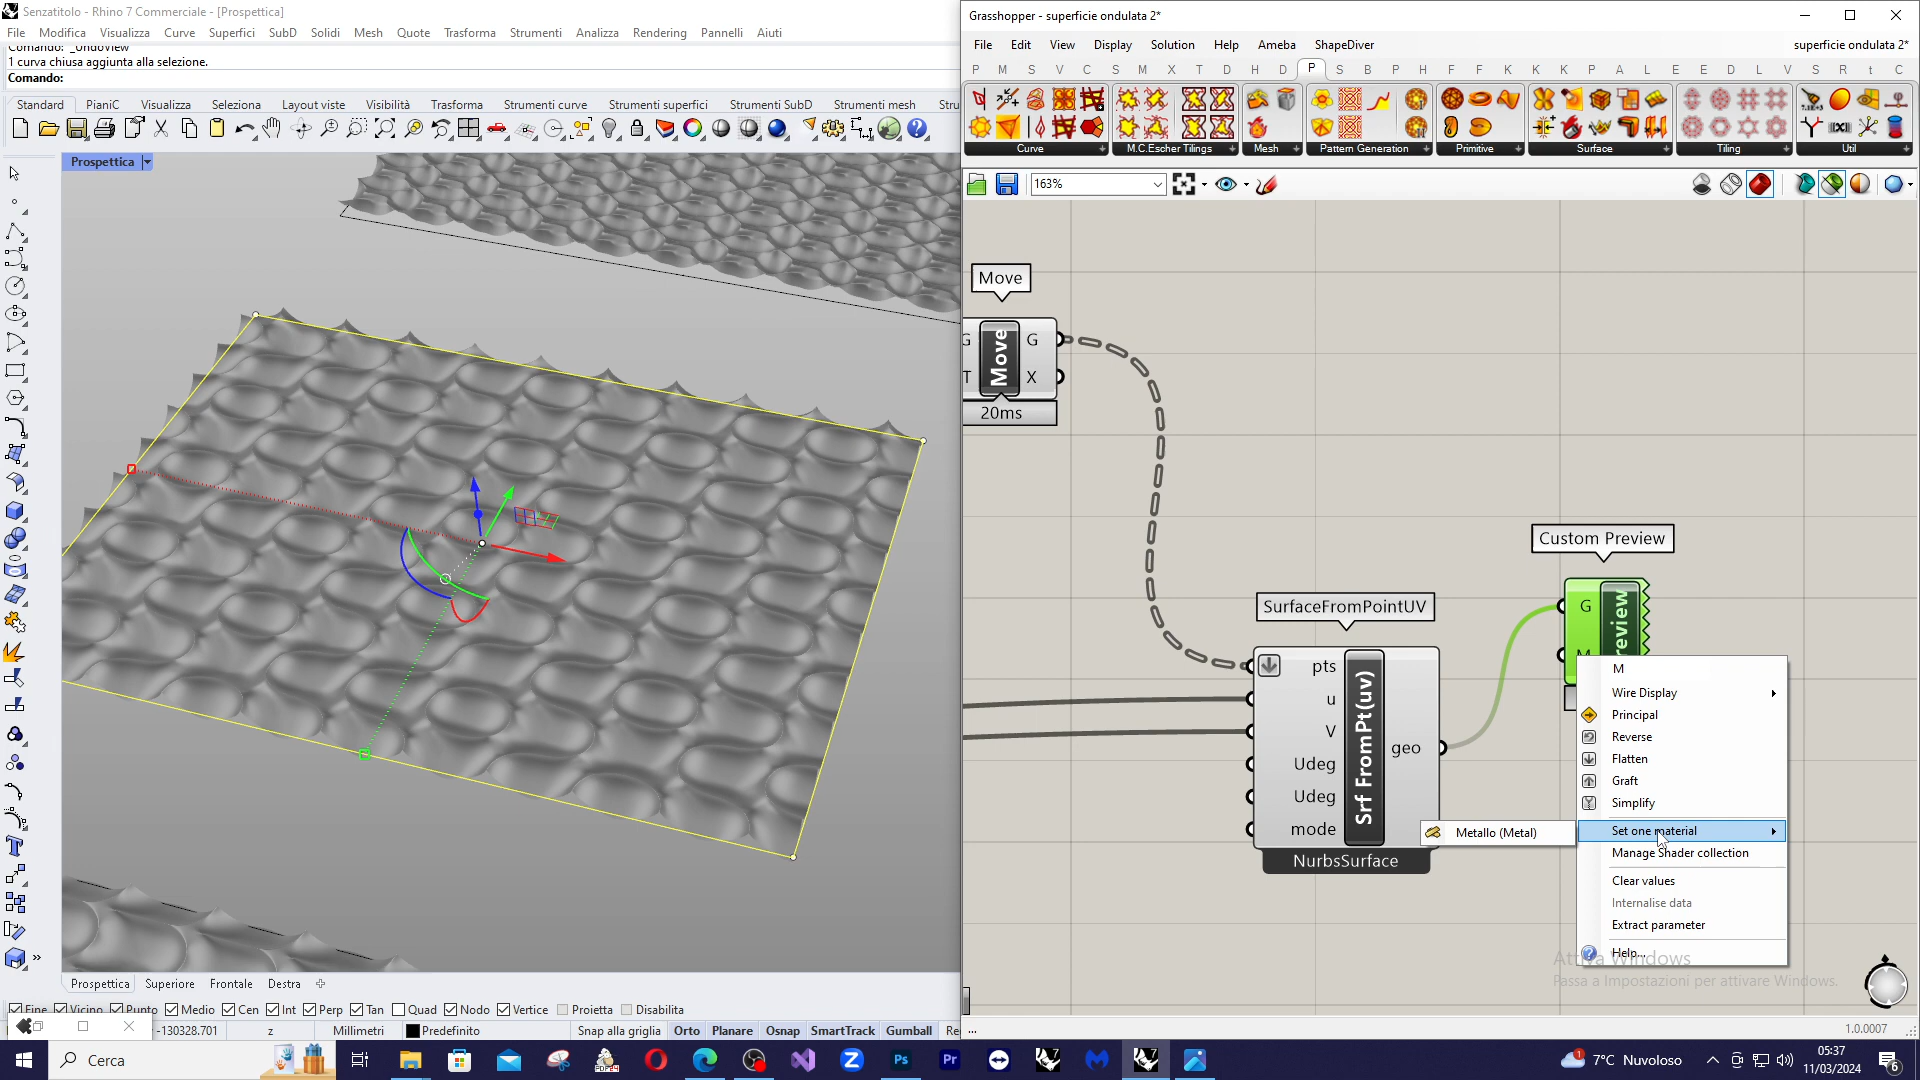 Senzatitolo - Rhino 7 Commerciale - [Prospettica]
File Modifica Visualizza Curve Superfici SubD Solidi Mesh Quote Trasforma Strumenti Analizza Rendering Pannelli Aiuti
Comando: _UndoView
1 curva chiusa aggiunta alla selezione.
Comando:
Standard PianiC Visualizza Seleziona Layout viste Visibilità Trasforma Strumenti curve Strumenti superfici Strumenti SubD Strumenti mesh Stru
Prospettica
Prospettica Superiore Frontale Destra
Fine Vicino Punto Medio Cen Int Perp Tan Quad Nodo Vertice Proietta Disabilita
-130328.701 z Millimetri Predefinito Snap alla griglia Orto Planare Osnap SmartTrack Gumball Re
Grasshopper - superficie ondulata 2*
File Edit View Display Solution Help Ameba ShapeDiver
superficie ondulata 2*
P M S V C S M X T D H D P S B P H F F K K K P A L E E D L V S R t C
Curve M.C.Escher Tilings Mesh Pattern Generation Primitive Surface Tiling Util
163%
Move
G
T
Move
G
X
20ms
SurfaceFromPointUV
pts
u
V
Udeg
Udeg
mode
Srf FromPt(uv)
geo
NurbsSurface
Custom Preview
G
M
review
M
Wire Display
Principal
Reverse
Flatten
Graft
Simplify
Set one material
Metallo (Metal)
Manage Shader collection
Clear values
Internalise data
Extract parameter
Help...
Attiva Windows
Passa a Impostazioni per attivare Windows.
...
1.0.0007
Cerca
7°C Nuvoloso
05:37
11/03/2024